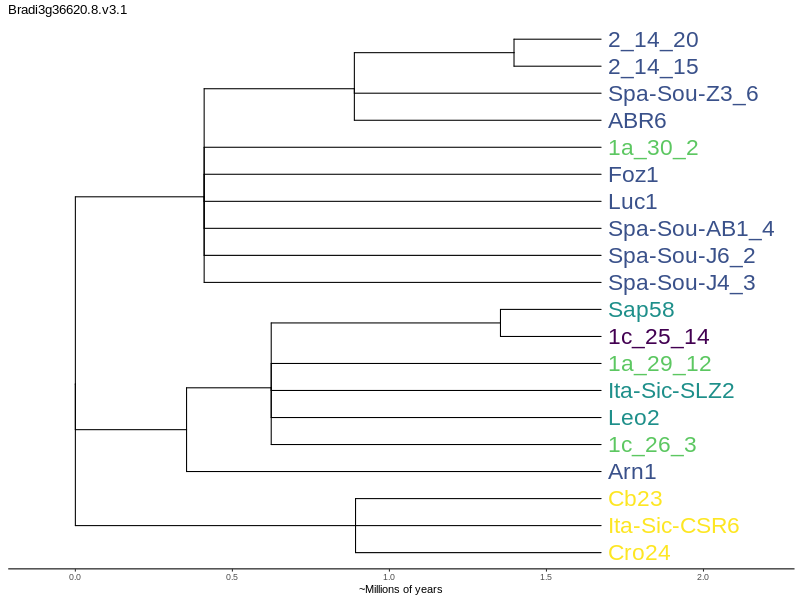 Bradi3g36620.8.v3.1
2_14_20
2_14_15
Spa-Sou-Z3_6
ABR6
1a_30_2
Foz1
Luc1
Spa-Sou-AB1_4
Spa-Sou-J6_2
Spa-Sou-J4_3
Sap58
1c_25_14
1a_29_12
Ita-Sic-SLZ2
Leo2
1c_26_3
Arn1
Cb23
Ita-Sic-CSR6
Cro24
0.0 0.5 1.0 1.5 2.0
~Millions of years